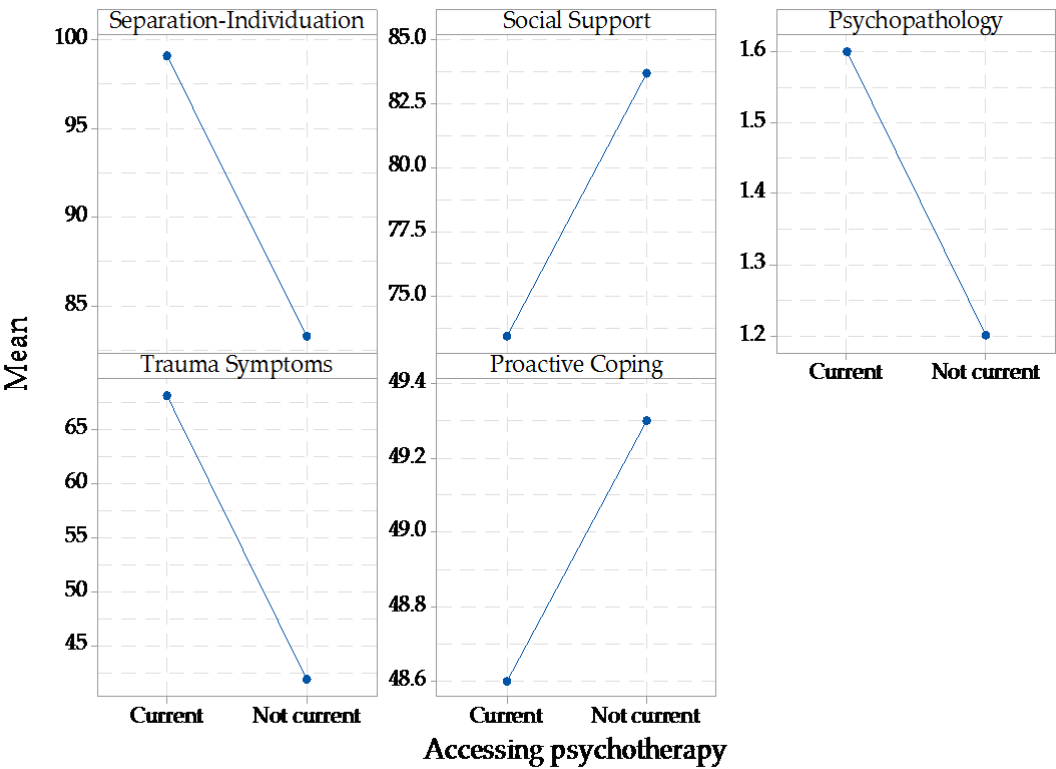 Separation-Individuation
Social Support
Psychopathology
100
95
90
85
85.0
82.5
80.0
77.5
75.0
1.6
1.5
1.4
1.3
1.2
Current Not current
Mean
Trauma Symptoms
Proactive Coping
65
60
55
50
45
49.4
49.2
49.0
48.8
48.6
Current Not current
Current Not current
Accessing psychotherapy